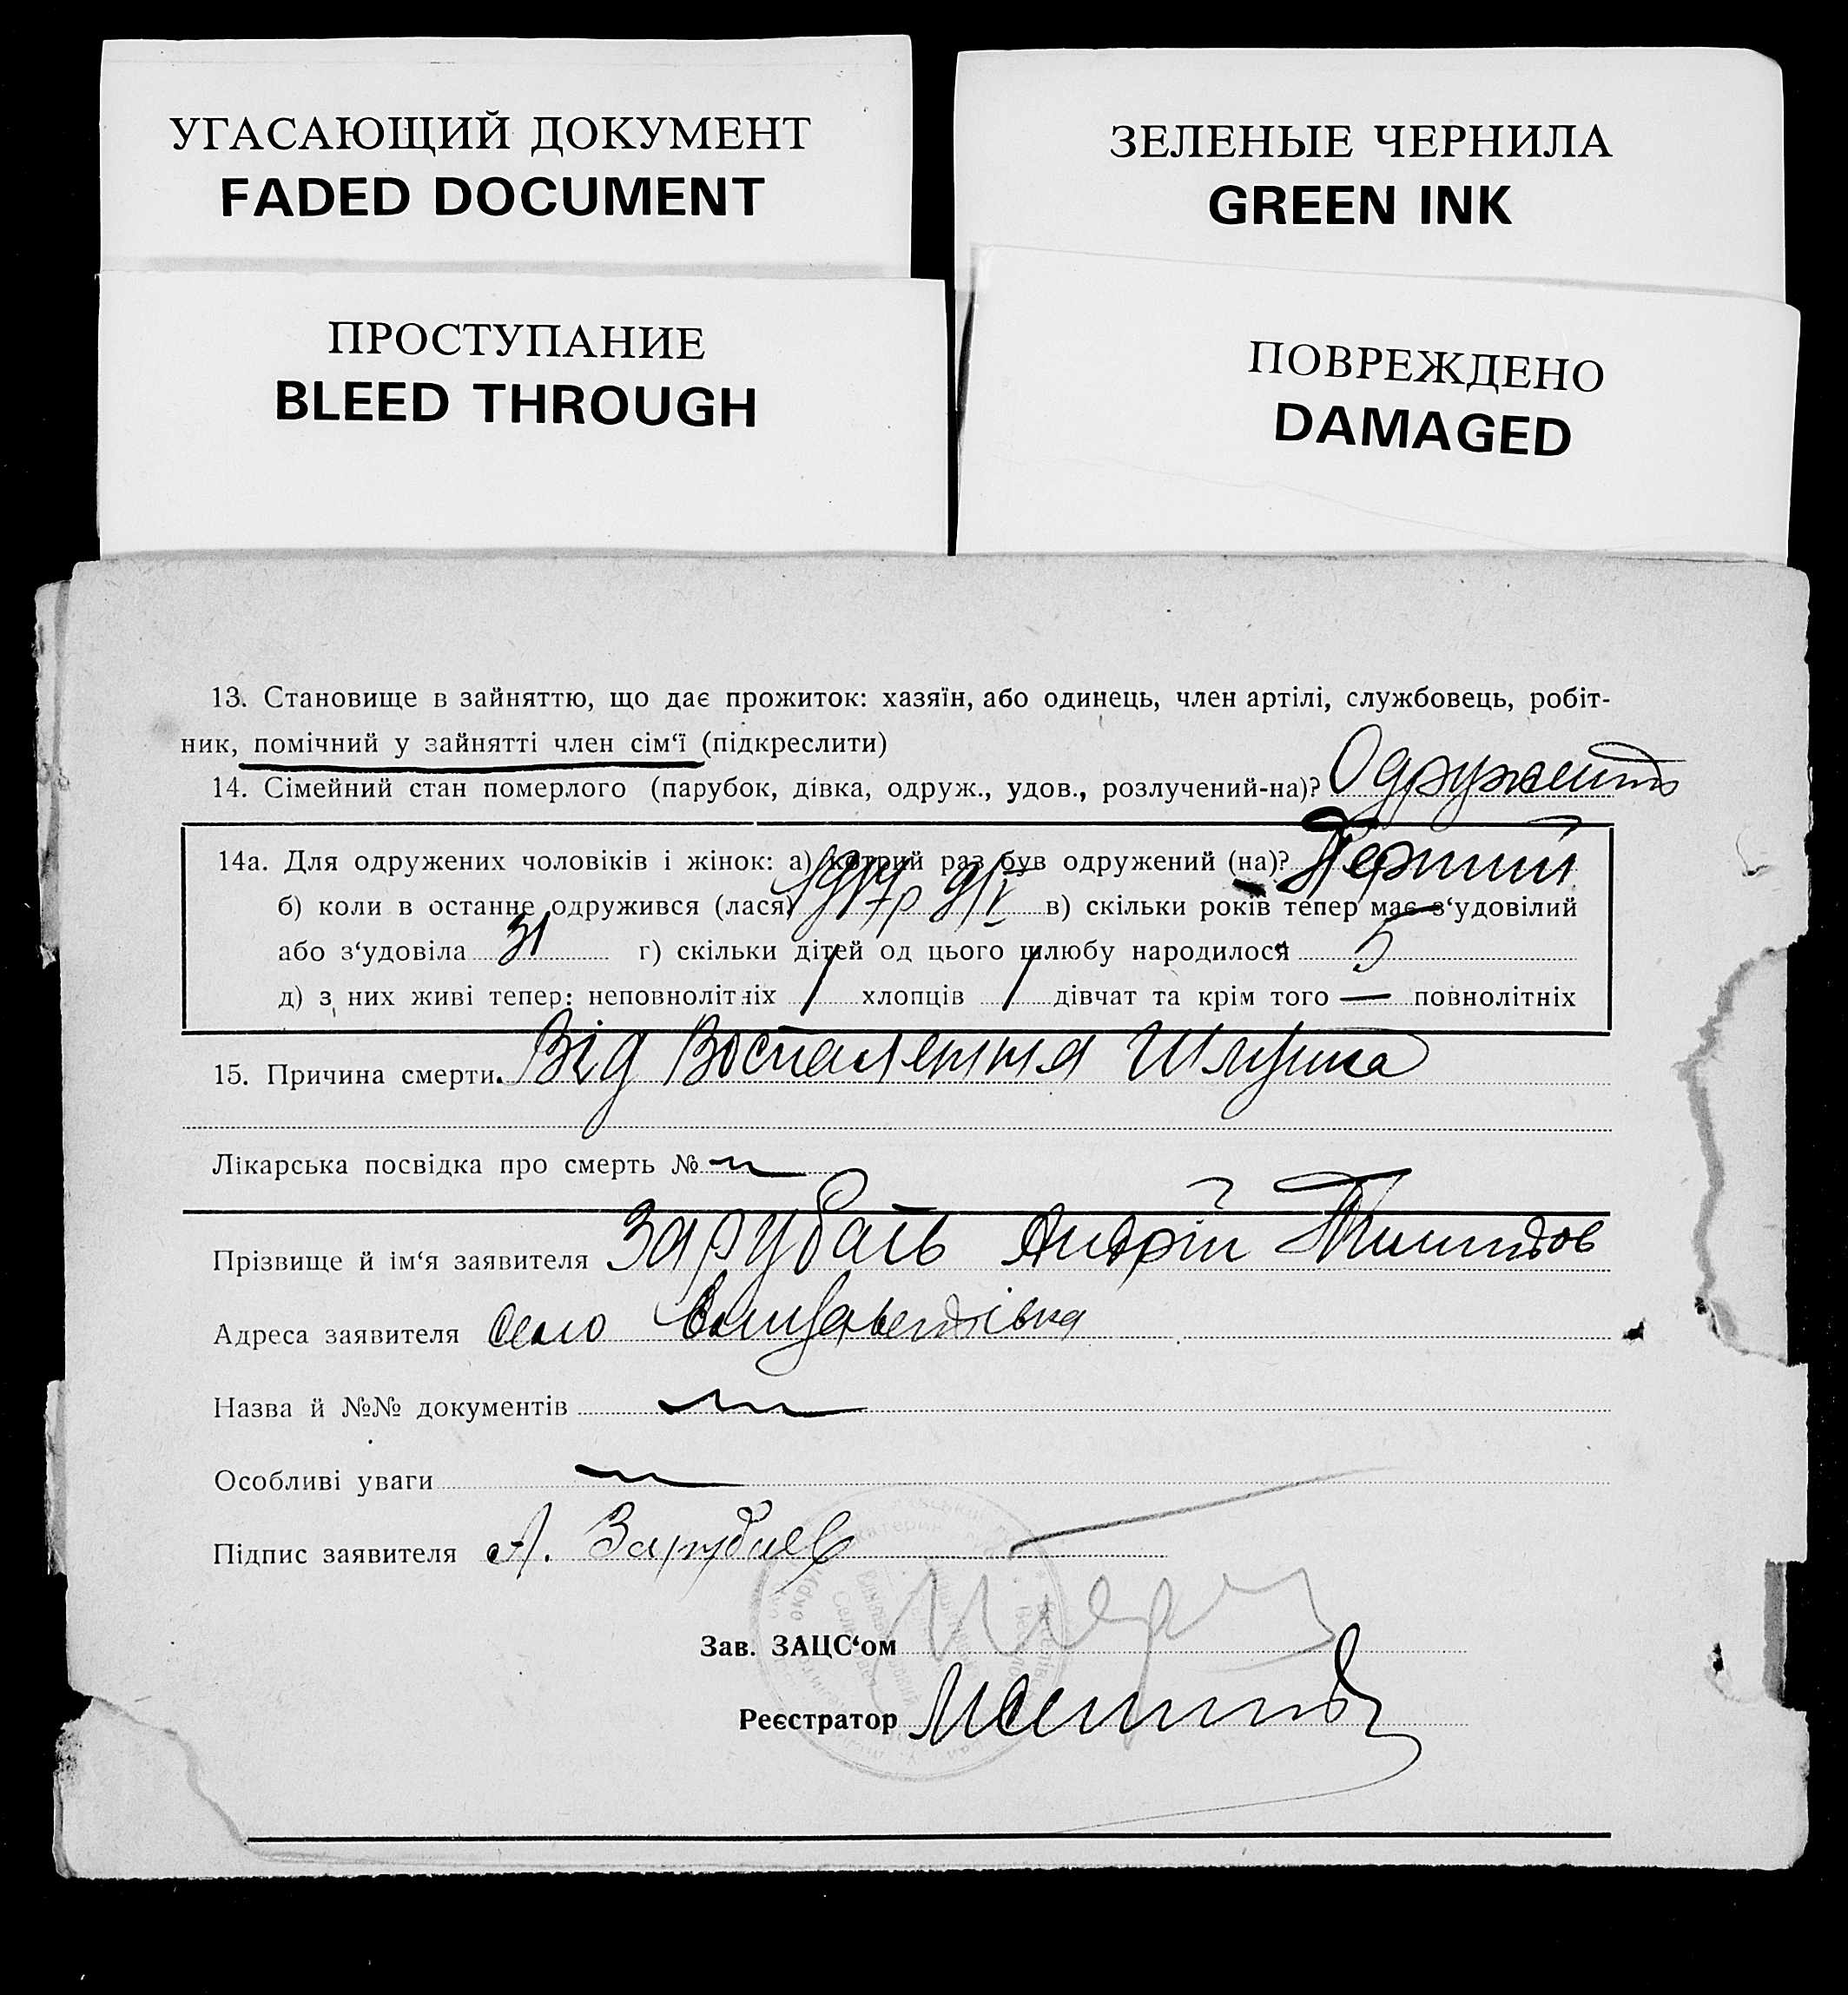 УГАСАЮЩИЙ ДОКУМЕНТ
FADED DOCUMENT
ЗЕЛЕНЫЕ ЧЕРНИЛА
GREEN INK
ПРОСТУПАНИЕ
BLEED THROUGH
ПОВРЕЖДЕНО
DAMAGED
13. Становище в зайняттю, що дає прожиток: хазяїн, або одинець, член артілі, службовець, робіт-
ник, помічний у зайнятті член сім'ї (підкреслити)
14. Сімейний стан померлого (парубок, дівка, одруж., удов., розлучений-на)?
14а. Для одружених чоловіків і жінок: а) котрий раз був одружений (на)? Перший
б) коли в останнє одружився (лася) в) скільки років тепер має з'удовілий
або з'удовіла 31 г) скільки дітей од цього шлюбу народилося 5
д) з них живі тепер: неповнолітніх 1 хлопців 1 дівчат та крім того — повнолітніх
15. Причина смерти. Від Воспалення
Лікарська посвідка про смерть №
Прізвище й ім'я заявителя Андрій
Адреса заявителя село Єлизаветівка
Назва й №№ документів
Особливі уваги
Підпис заявителя А.
Зав. ЗАЦС'ом
Реєстратор